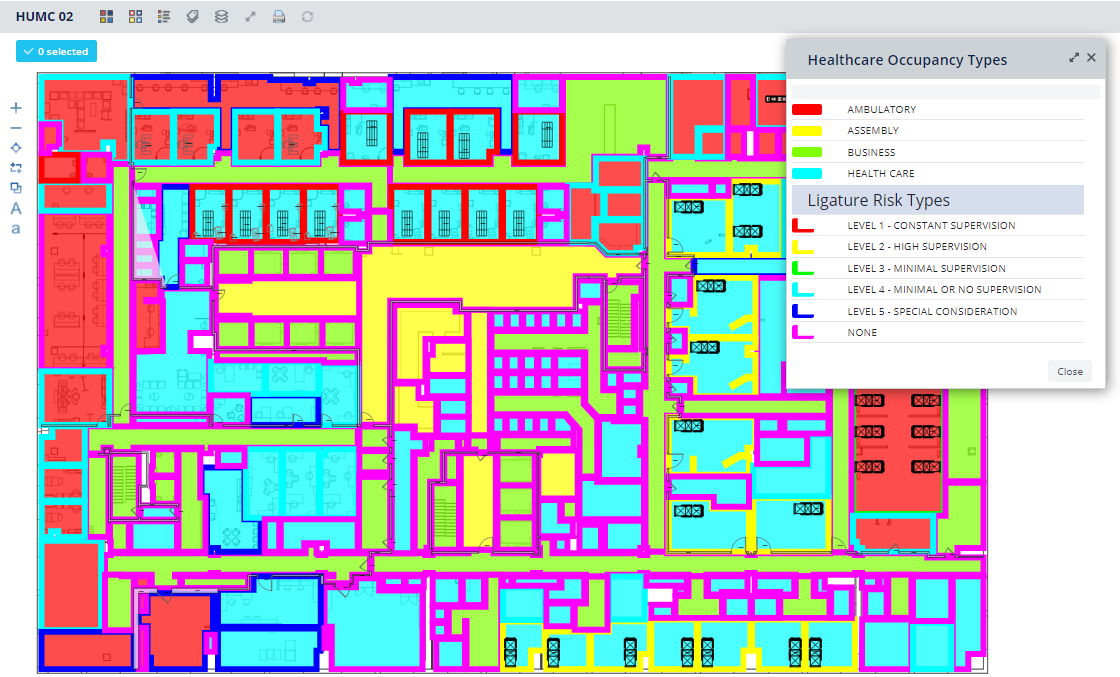 HUMC 02
0 selected
A
a
Healthcare Occupancy Types
AMBULATORY
ASSEMBLY
BUSINESS
HEALTH CARE
Ligature Risk Types
LEVEL 1 - CONSTANT SUPERVISION
LEVEL 2 - HIGH SUPERVISION
LEVEL 3 - MINIMAL SUPERVISION
LEVEL 4 - MINIMAL OR NO SUPERVISION
LEVEL 5 - SPECIAL CONSIDERATION
NONE
Close